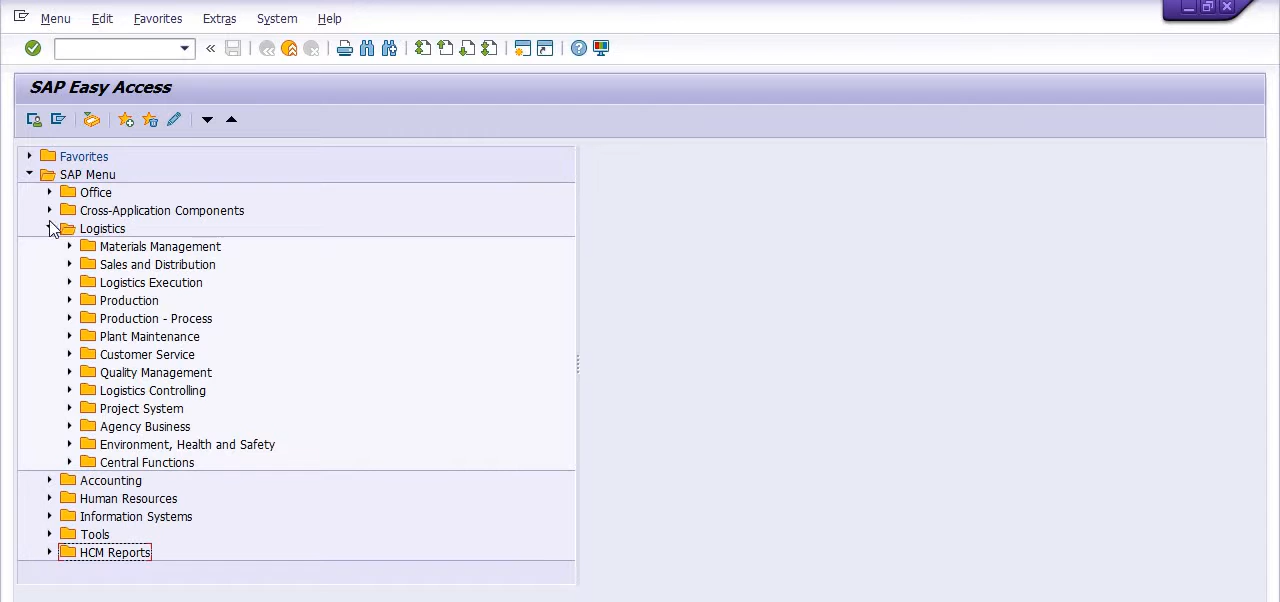 Menu Edit Favorites Extras System Help
SAP Easy Access
Favorites
SAP Menu
Office
Cross-Application Components
Logistics
Materials Management
Sales and Distribution
Logistics Execution
Production
Production - Process
Plant Maintenance
Customer Service
Quality Management
Logistics Controlling
Project System
Agency Business
Environment, Health and Safety
Central Functions
Accounting
Human Resources
Information Systems
Tools
HCM Reports